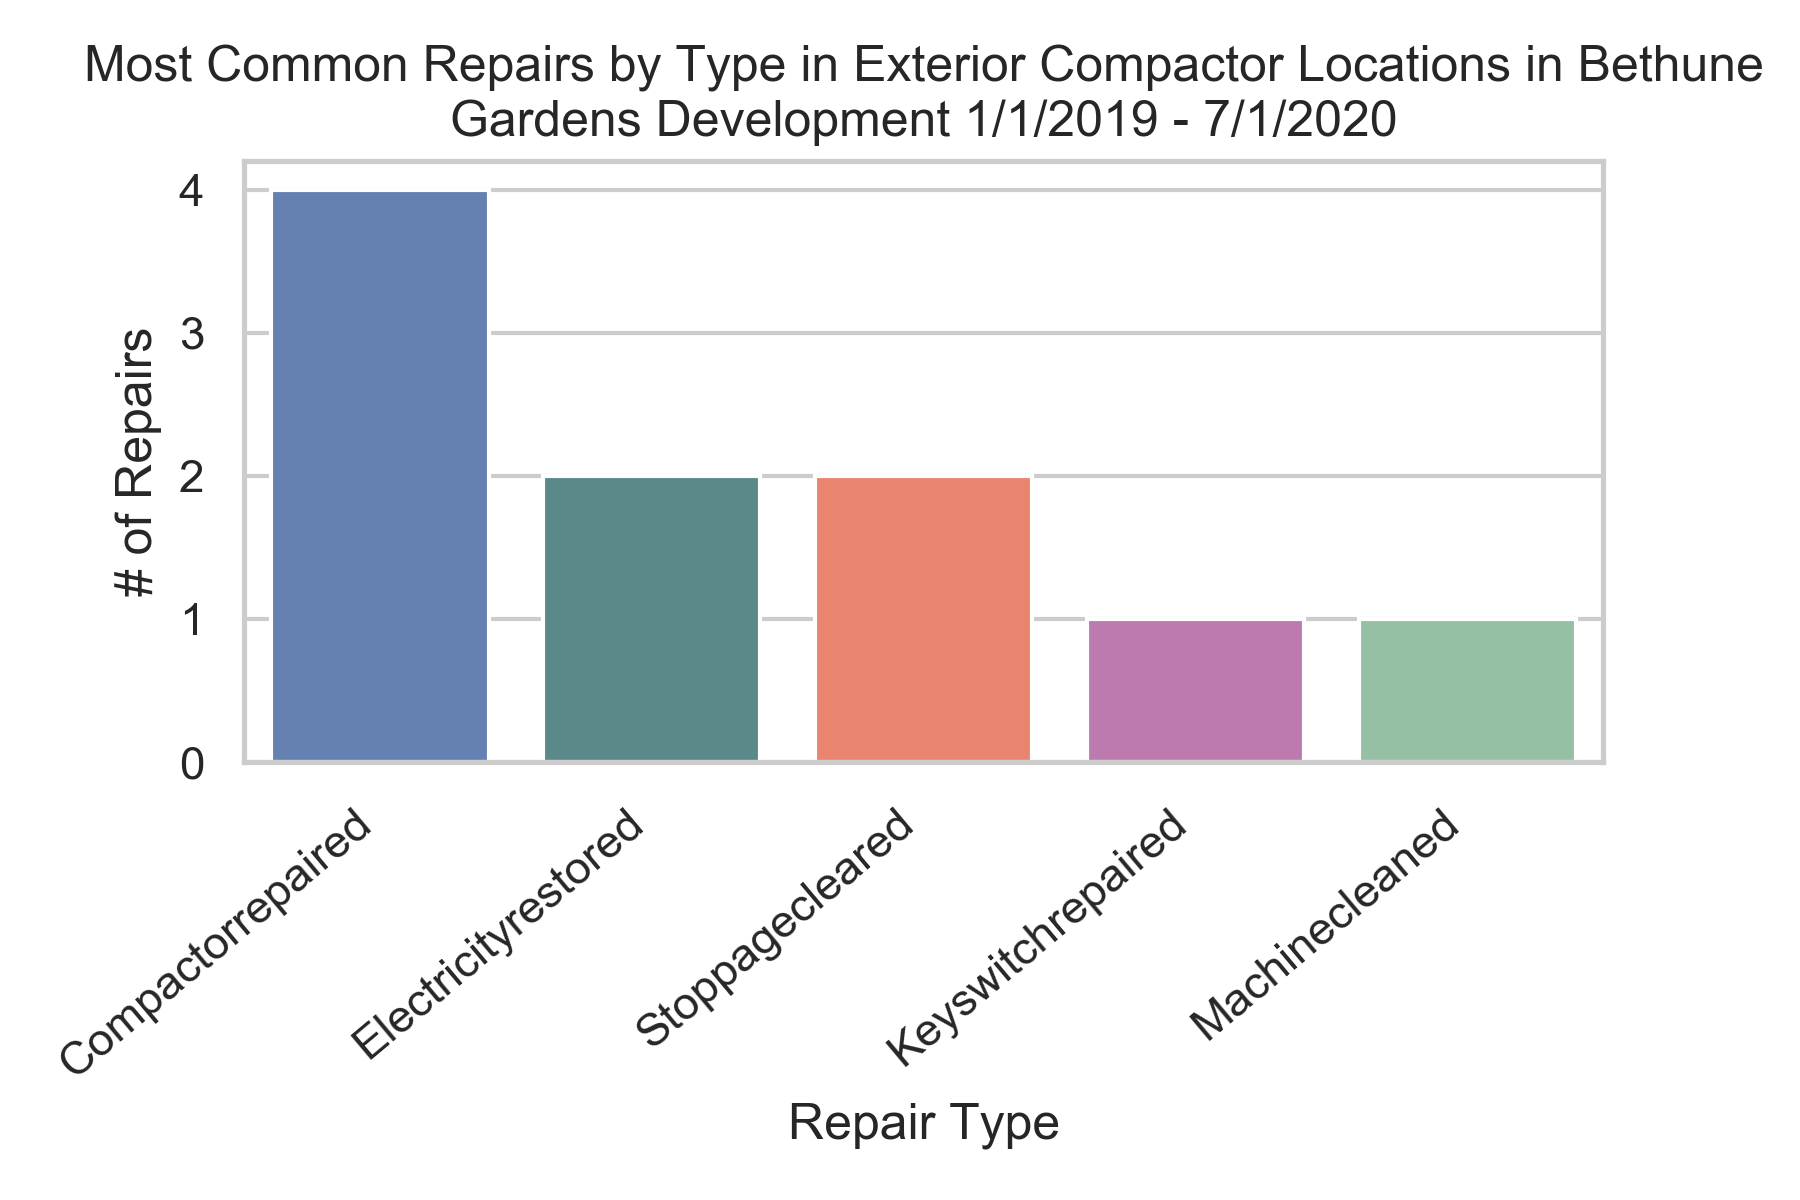 Most Common Repairs by Type in Exterior Compactor Locations in Bethune
Gardens Development 1/1/2019 - 7/1/2020
# of Repairs
4
3
2
1
0
Compactorrepaired
Electricityrestored
Stoppagecleared
Keyswitchrepaired
Machinecleaned
Repair Type